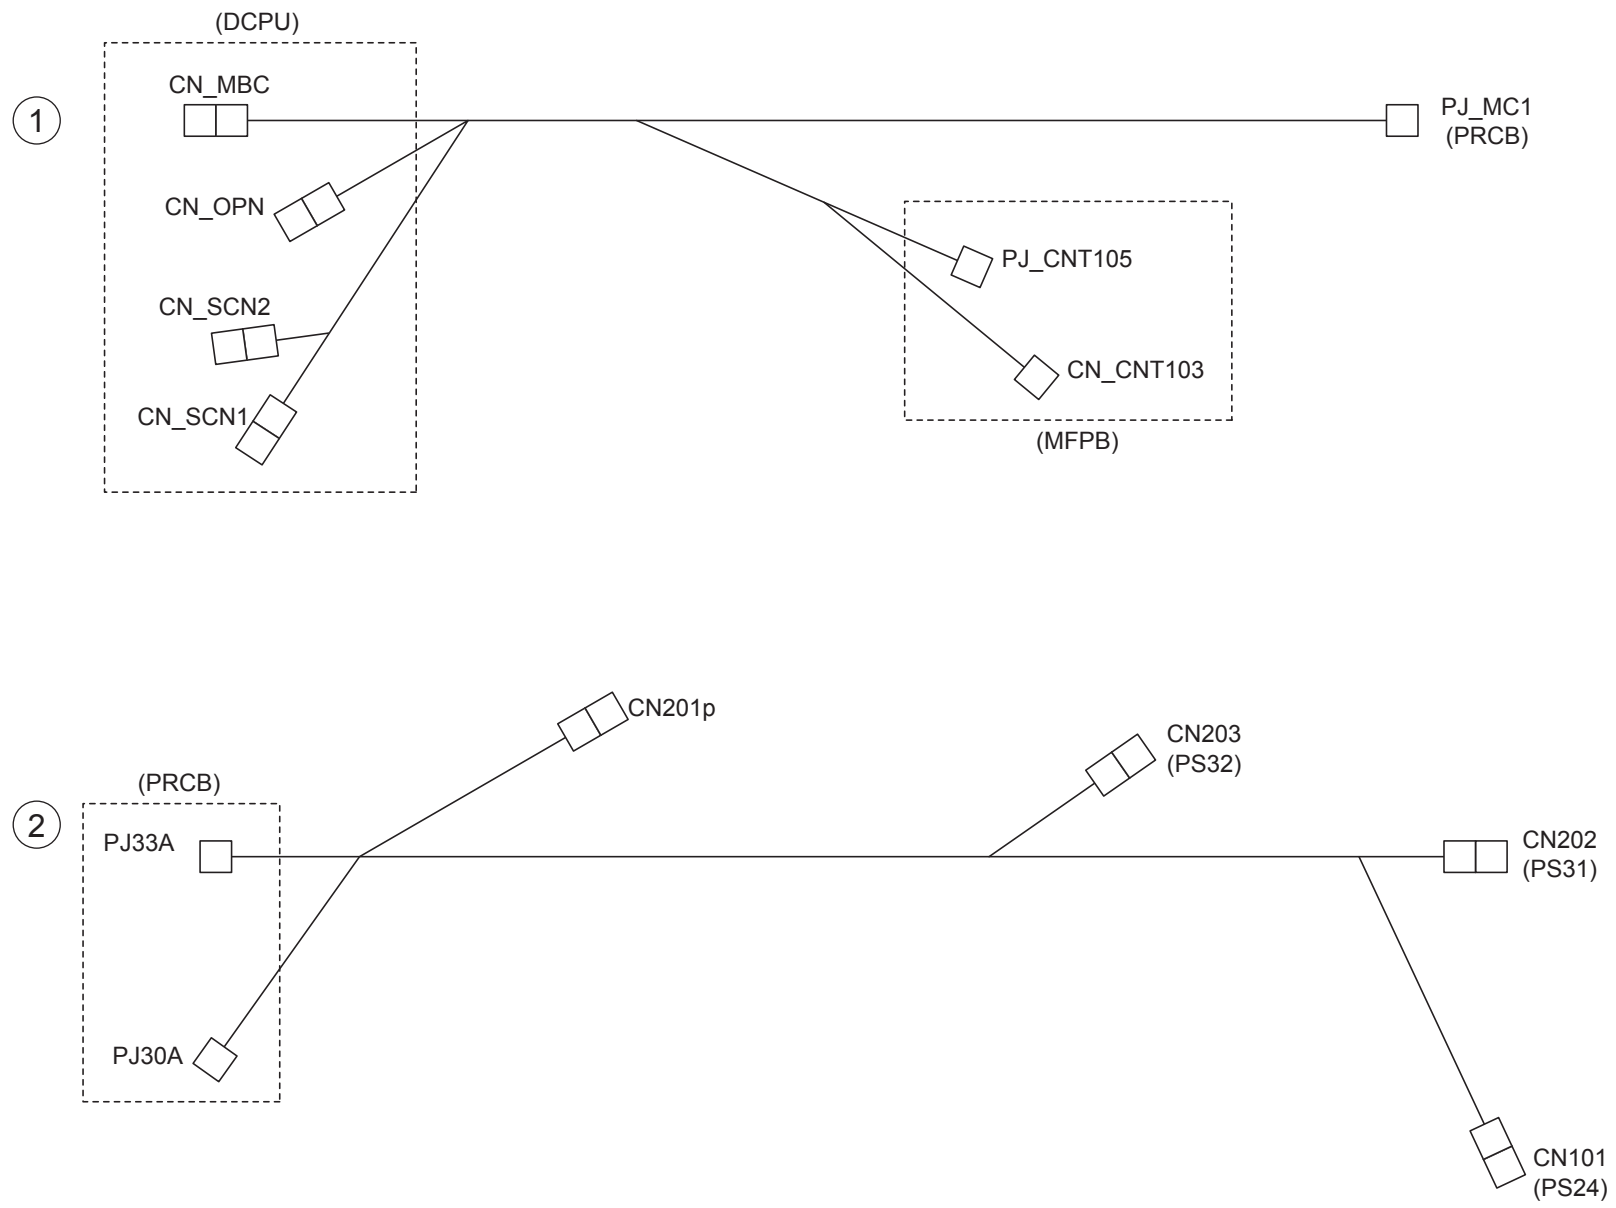 (DCPU)
CN_MBC
1
PJ_MC1
(PRCB)
CN_OPN
PJ_CNT105
CN_SCN2
CN_CNT103
CN_SCN1
(MFPB)
CN201p
CN203
(PS32)
(PRCB)
2
PJ33A
CN202
(PS31)
PJ30A
CN101
(PS24)